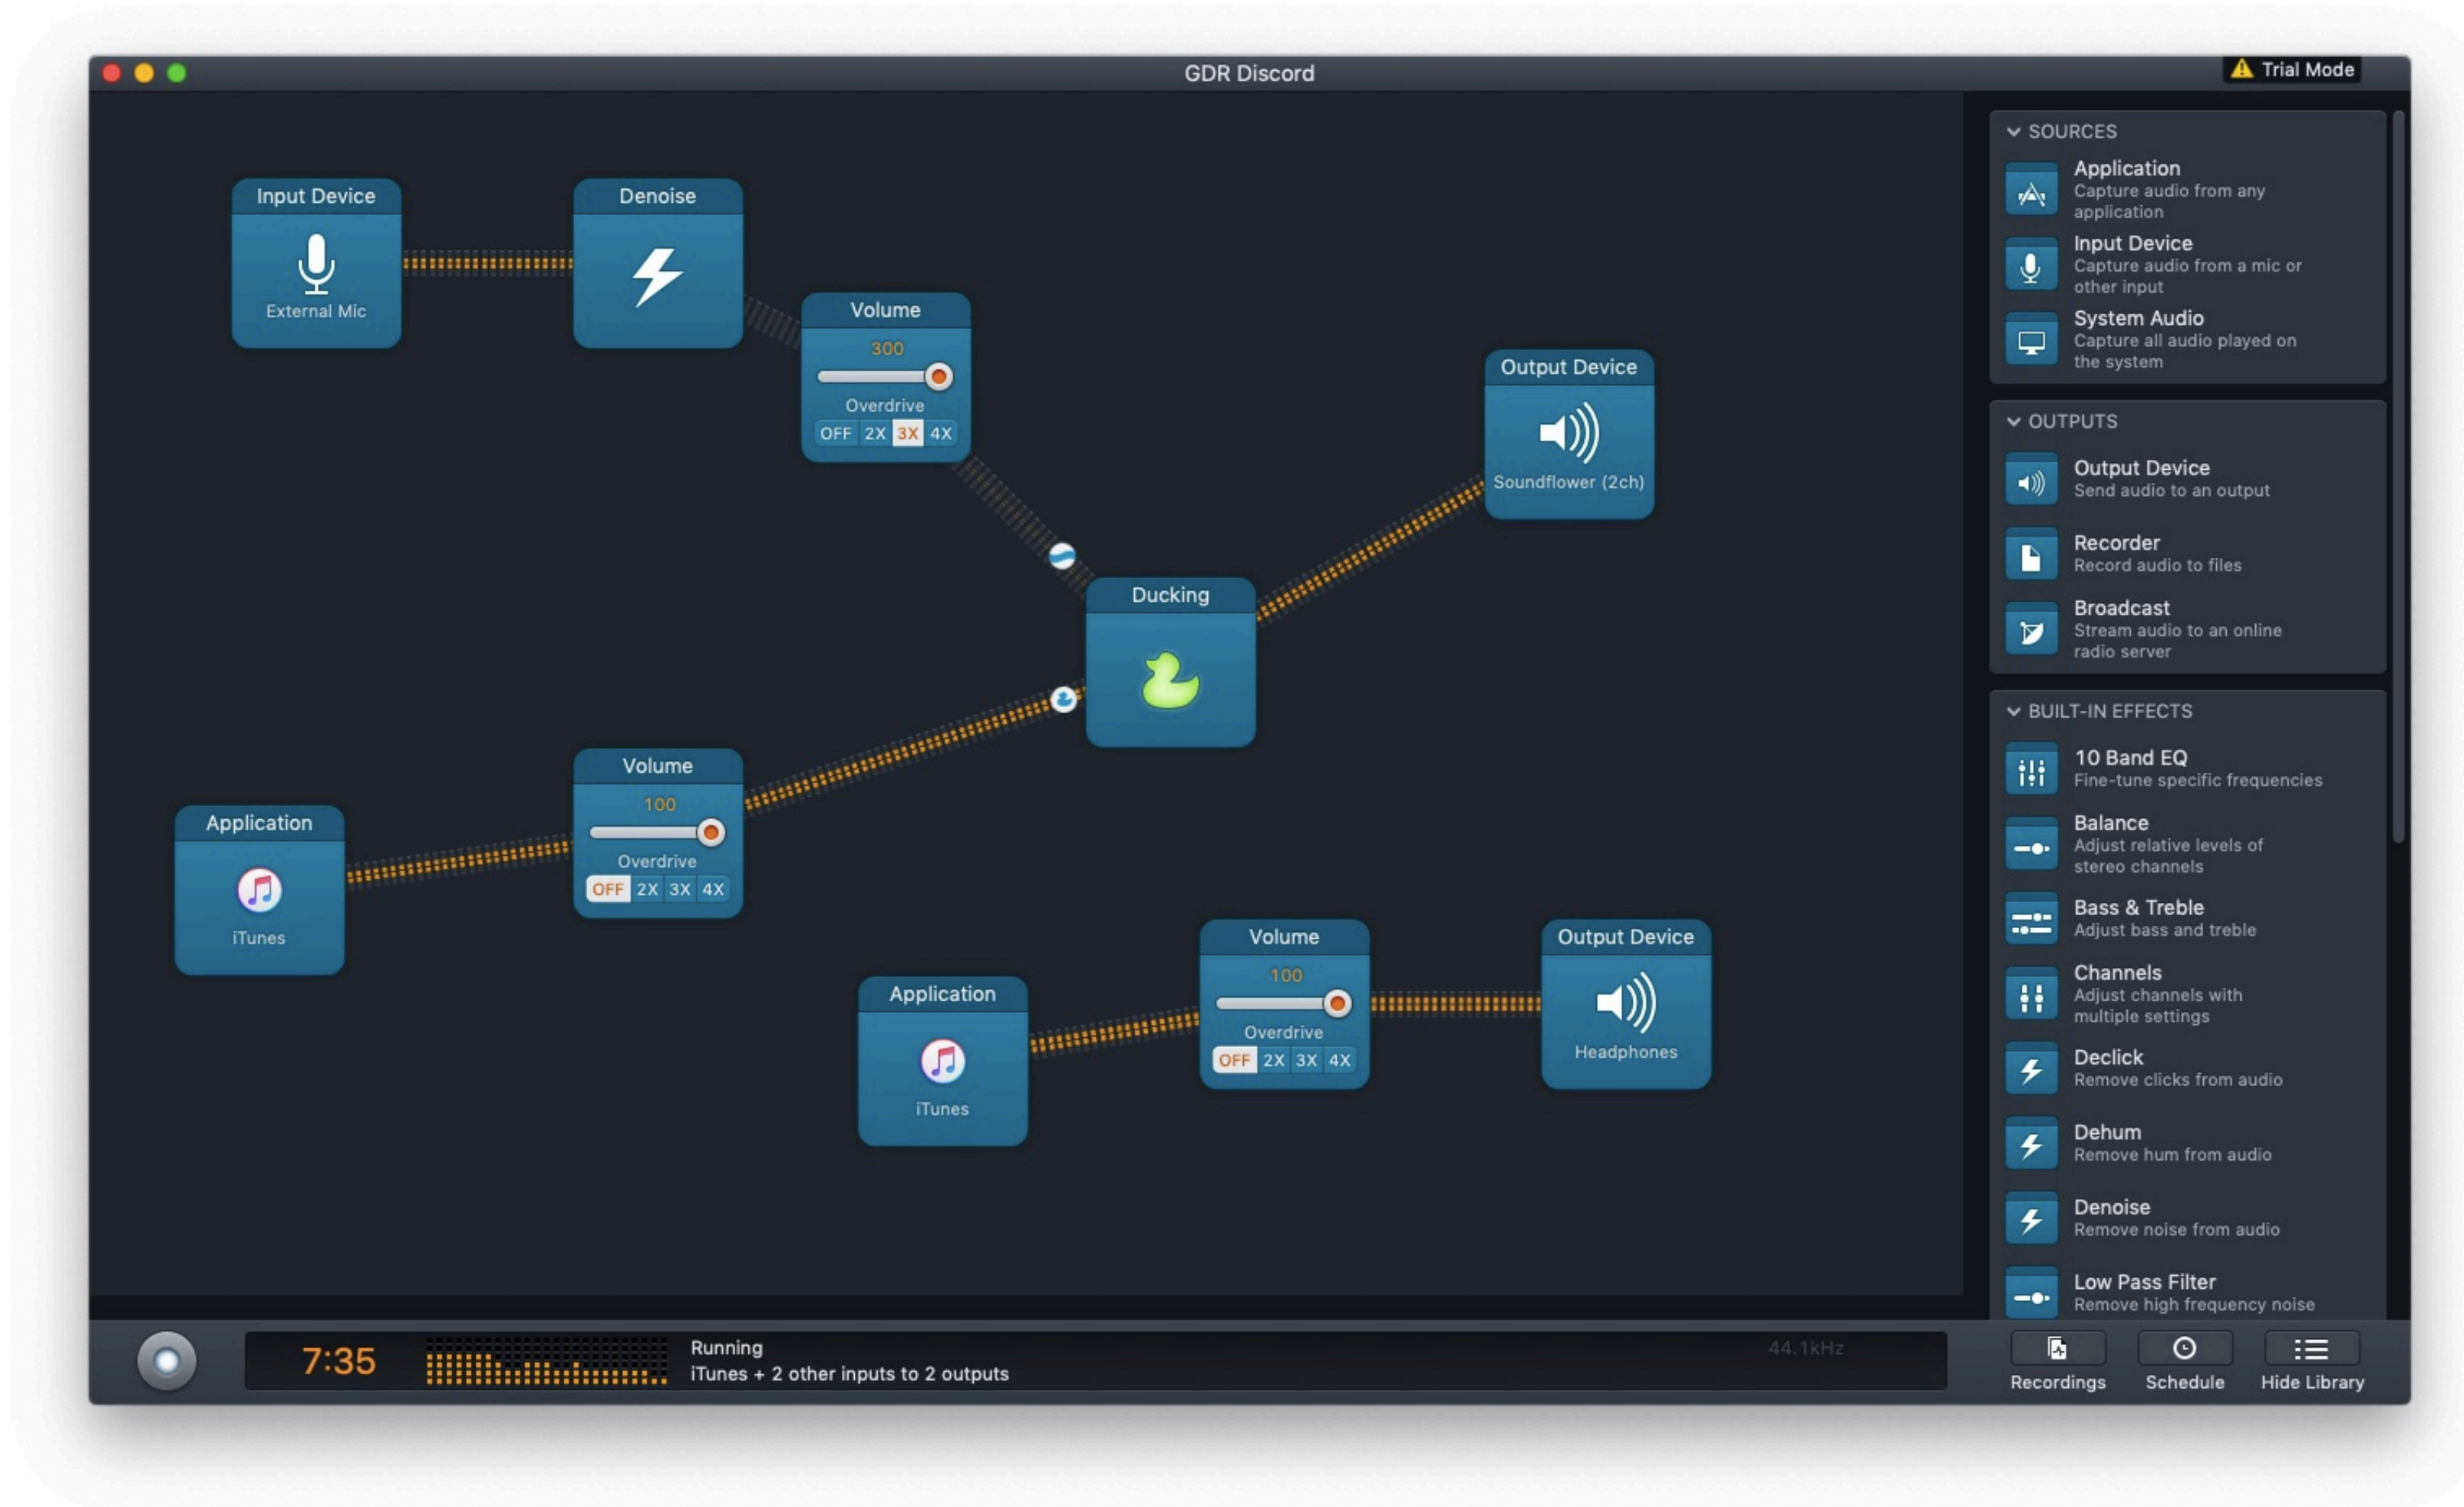 GDR Discord
Trial Mode
Input Device
External Mic
Denoise
Volume
300
Overdrive
OFF 2X 3X 4X
Output Device
Soundflower (2ch)
Ducking
Volume
100
Overdrive
OFF 2X 3X 4X
Application
iTunes
Application
iTunes
Volume
100
Overdrive
OFF 2X 3X 4X
Output Device
Headphones
SOURCES
Application
Capture audio from any
application
Input Device
Capture audio from a mic or
other input
System Audio
Capture all audio played on
the system
OUTPUTS
Output Device
Send audio to an output
Recorder
Record audio to files
Broadcast
Stream audio to an online
radio server
BUILT-IN EFFECTS
10 Band EQ
Fine-tune specific frequencies
Balance
Adjust relative levels of
stereo channels
Bass & Treble
Adjust bass and treble
Channels
Adjust channels with
multiple settings
Declick
Remove clicks from audio
Dehum
Remove hum from audio
Denoise
Remove noise from audio
Low Pass Filter
Remove high frequency noise
7:35
Running
iTunes + 2 other inputs to 2 outputs
44.1kHz
Recordings
Schedule
Hide Library